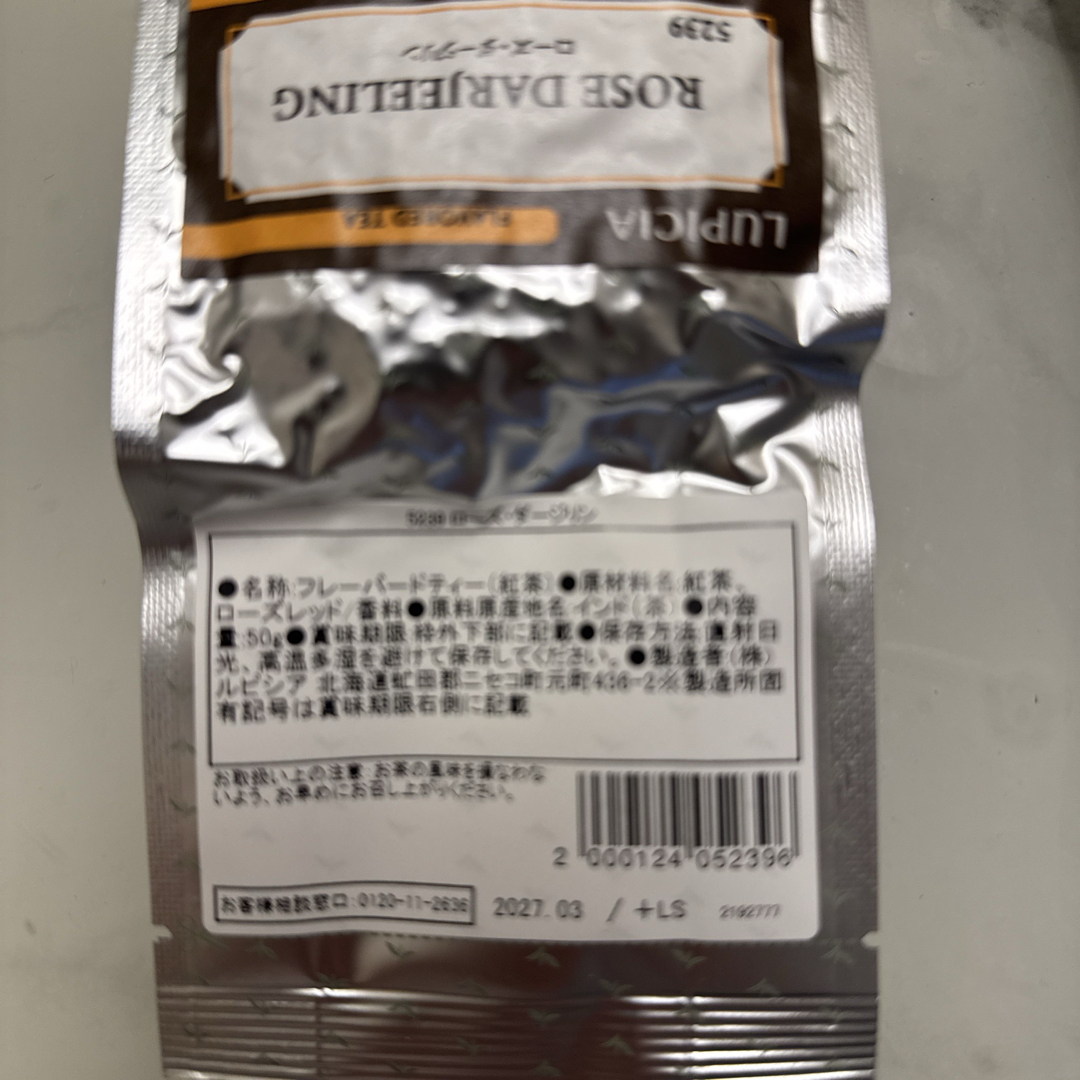 5239
ローズ・ダージリン
ROSE DARJEELING
LUPICIA
FLAVORED TEA
5239 ローズ・ダージリン
●名称:フレーバードティー(紅茶)●原材料名:紅茶、
ローズレッド/香料●原料原産地名:インド(茶)●内容
量:50g●賞味期限:枠外下部に記載●保存方法:直射日
光、高温多湿を避けて保存してください。●製造者:(株)
ルピシア 北海道虻田郡ニセコ町元町436-2※製造所固
有記号は賞味期限右側に記載
お取扱い上の注意:お茶の風味を損なわな
いよう、お早めにお召し上がりください。
2 000124 052396
お客様相談窓口:0120-11-2636
2027.03 / +LS 2192777